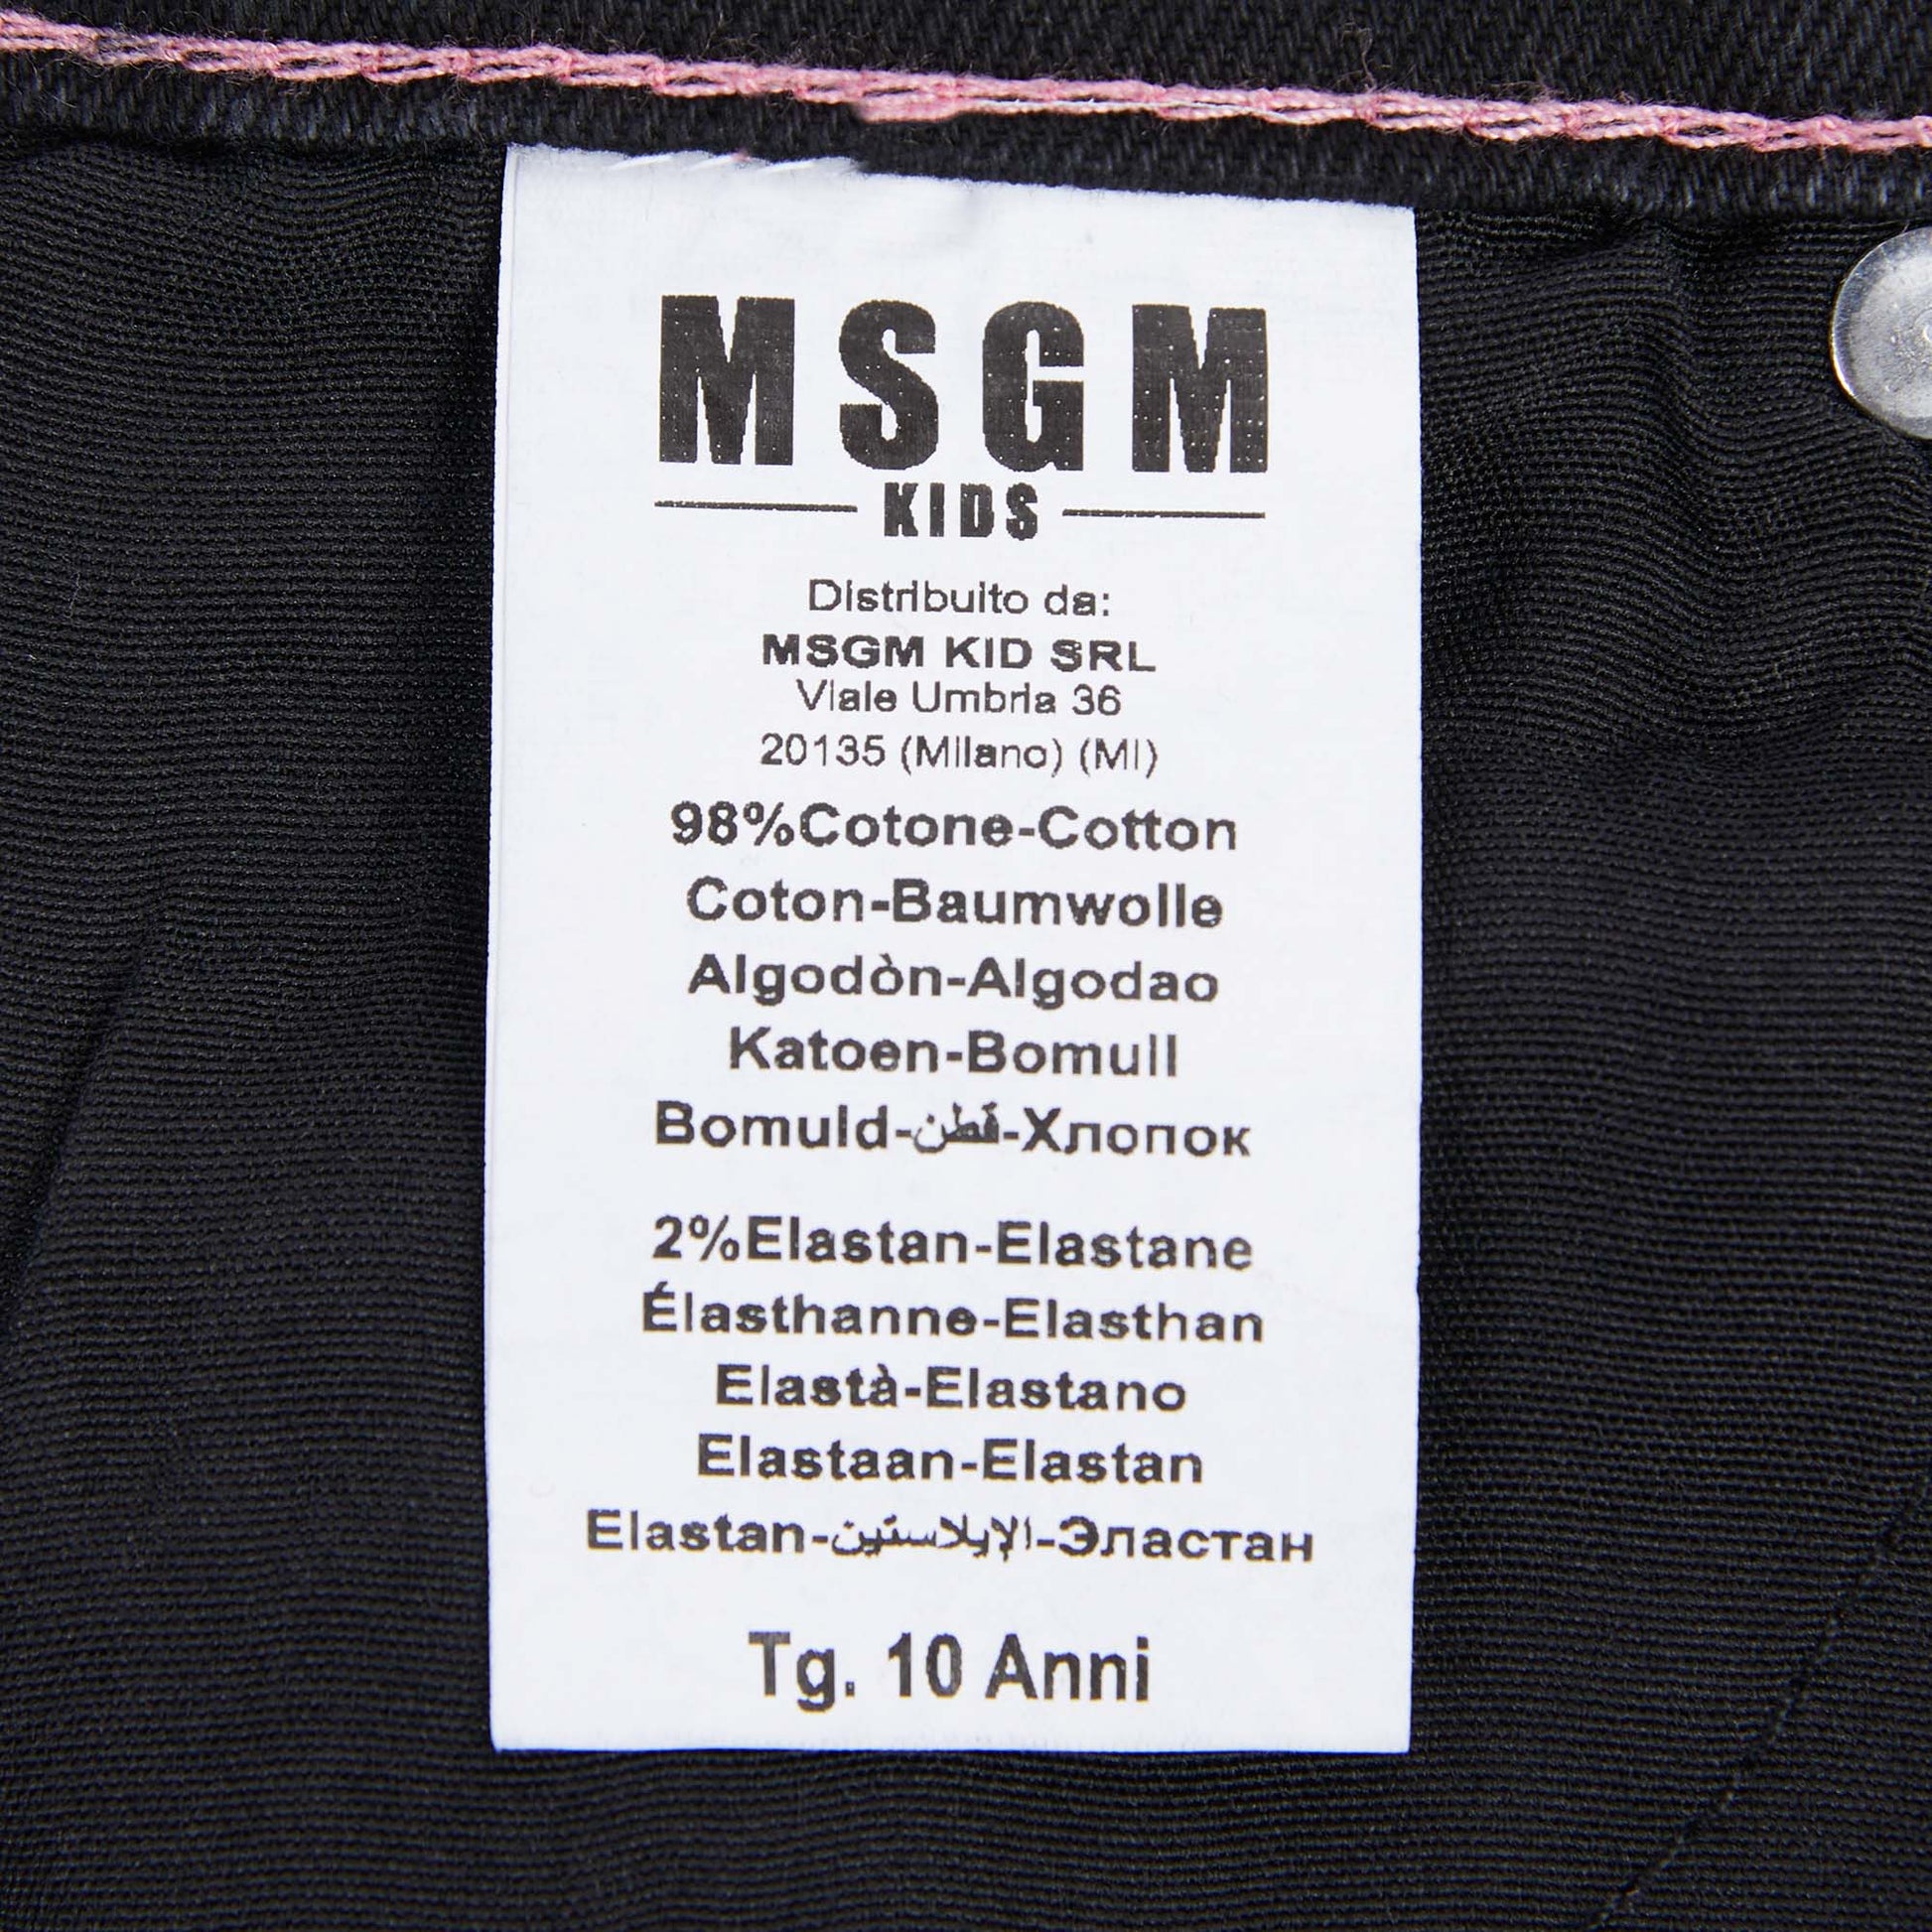 MSGM
KIDS
Distribuito da:
MSGM KID SRL
Viale Umbria 36
20135 (Milano) (MI)
98%Cotone-Cotton
Coton-Baumwolle
Algodòn-Algodao
Katoen-Bomull
Bomuld-قطن-Хлопок
2%Elastan-Elastane
Élasthanne-Elasthan
Elastà-Elastano
Elastaan-Elastan
Elastan-الإيلاستين-Эластан
Tg. 10 Anni